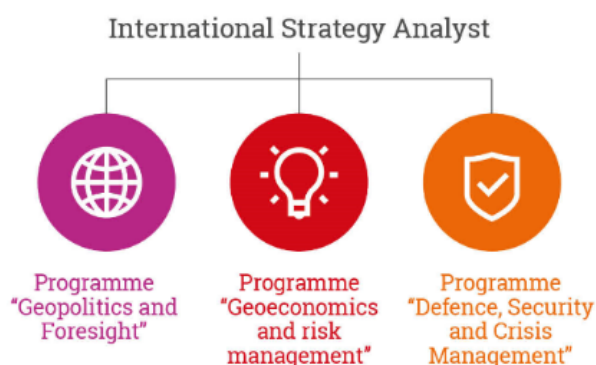 International Strategy Analyst
Programme
“Geopolitics and
Foresight”
Programme
“Geoeconomics
and risk
management”
Programme
“Defence, Security
and Crisis
Management”